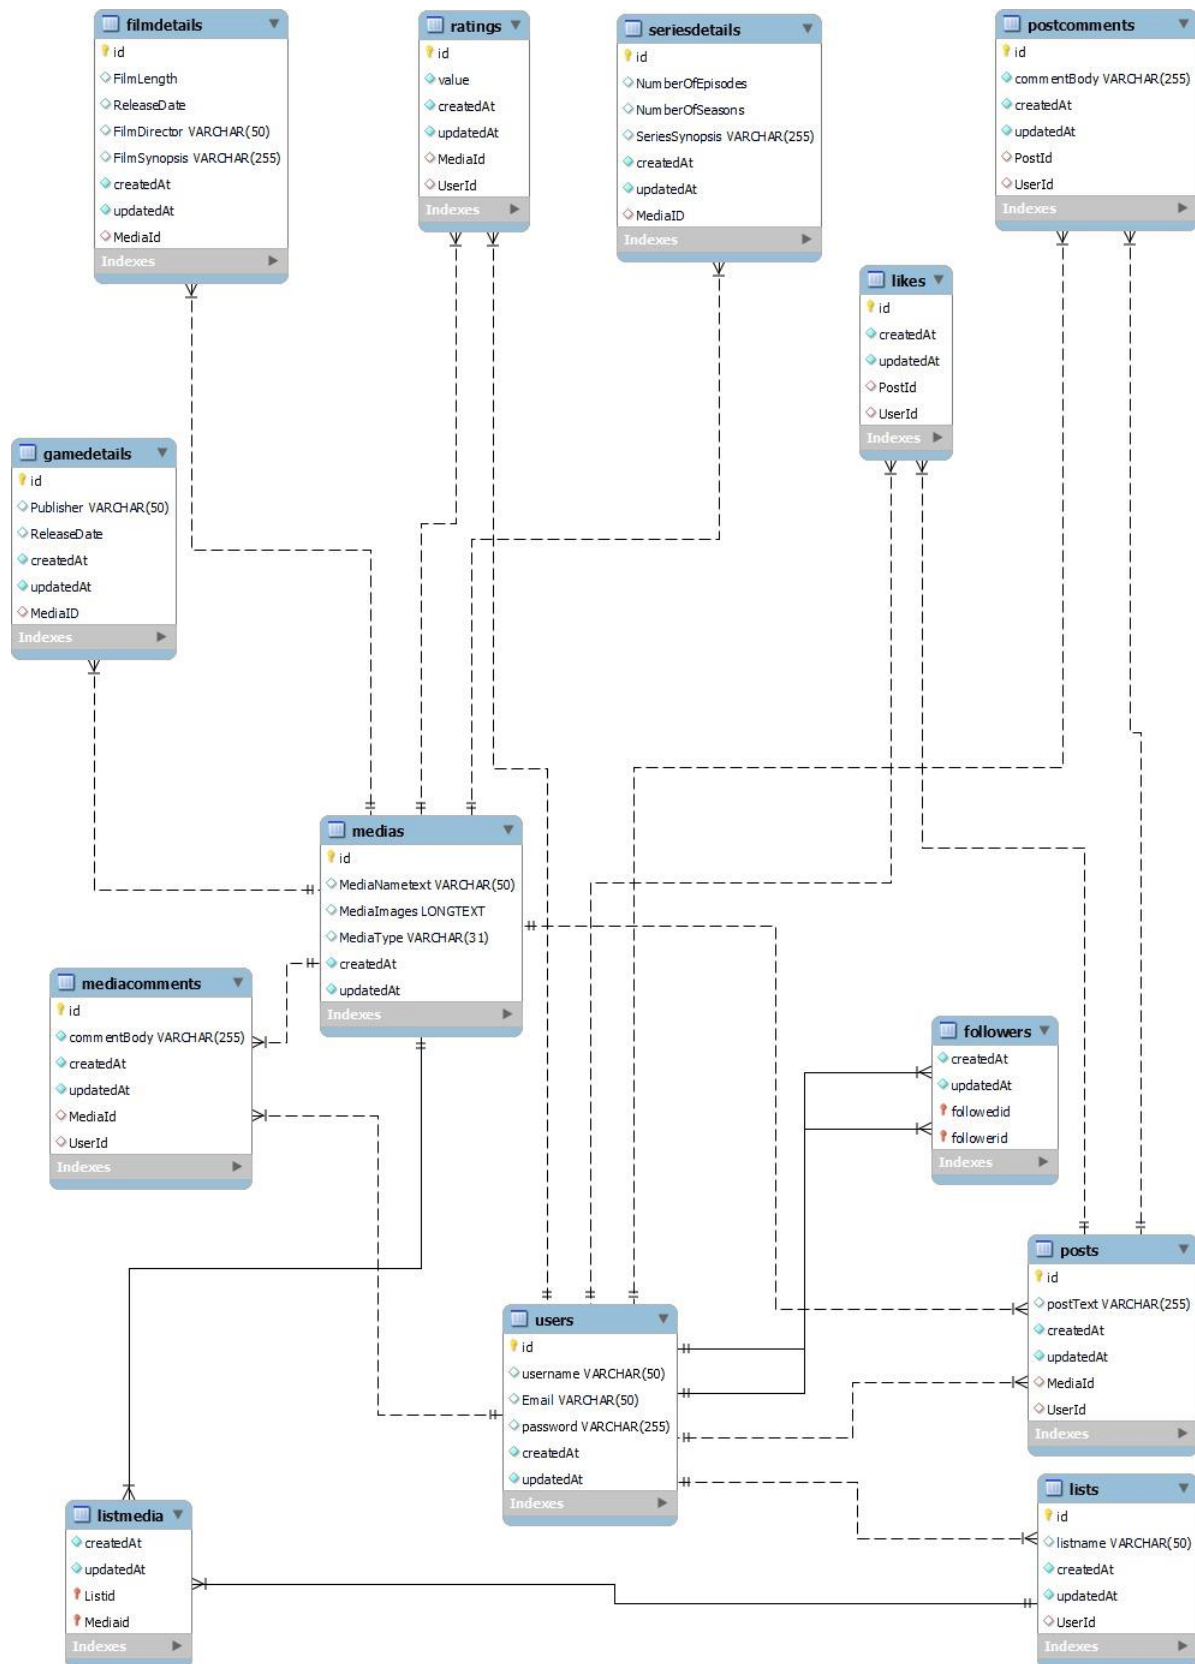 filmdetails
id
FilmLength
ReleaseDate
FilmDirector VARCHAR(50)
FilmSynopsis VARCHAR(255)
createdAt
updatedAt
MediaId
Indexes
ratings
id
value
createdAt
updatedAt
MediaId
UserId
Indexes
seriesdetails
id
NumberOfEpisodes
NumberOfSeasons
SeriesSynopsis VARCHAR(255)
createdAt
updatedAt
MediaID
Indexes
postcomments
id
commentBody VARCHAR(255)
createdAt
updatedAt
PostId
UserId
Indexes
likes
id
createdAt
updatedAt
PostId
UserId
Indexes
gamedetails
id
Publisher VARCHAR(50)
ReleaseDate
createdAt
updatedAt
MediaID
Indexes
medias
id
MediaNametext VARCHAR(50)
MediaImages LONGTEXT
MediaType VARCHAR(31)
createdAt
updatedAt
Indexes
mediacomments
id
commentBody VARCHAR(255)
createdAt
updatedAt
MediaId
UserId
Indexes
followers
createdAt
updatedAt
followedid
followerid
Indexes
posts
id
postText VARCHAR(255)
createdAt
updatedAt
MediaId
UserId
Indexes
users
id
username VARCHAR(50)
Email VARCHAR(50)
password VARCHAR(255)
createdAt
updatedAt
Indexes
listmedia
createdAt
updatedAt
Listid
Mediaid
Indexes
lists
id
listname VARCHAR(50)
createdAt
updatedAt
UserId
Indexes